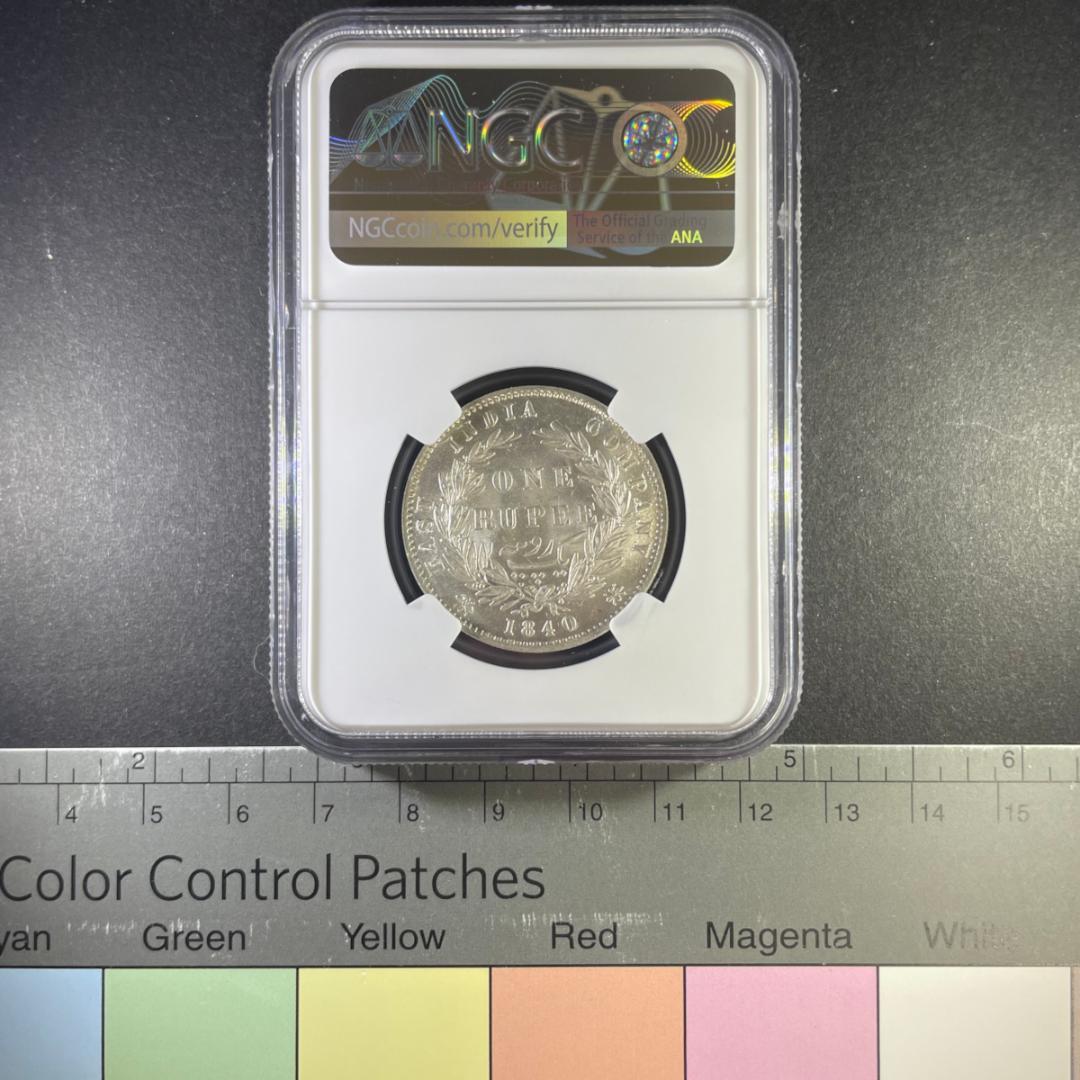 NGC
NGCcoin.com/verify
The Official Grading
Service of the ANA
EAST INDIA COMPANY
ONE
RUPEE
1840
2 5 6
4 5 6 7 8 9 10 11 12 13 14 15
Color Control Patches
yan Green Yellow Red Magenta White